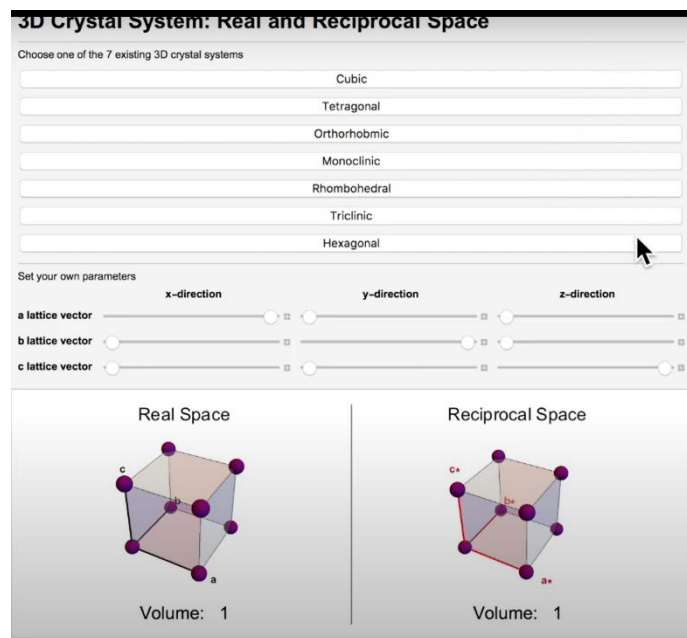 3D Crystal System: Real and Reciprocal Space
Choose one of the 7 existing 3D crystal systems
Cubic
Tetragonal
Orthorhobmic
Monoclinic
Rhombohedral
Triclinic
Hexagonal
Set your own parameters
x-direction y-direction z-direction
a lattice vector
b lattice vector
c lattice vector
Real Space Reciprocal Space
c c*
b b*
a a*
Volume: 1 Volume: 1